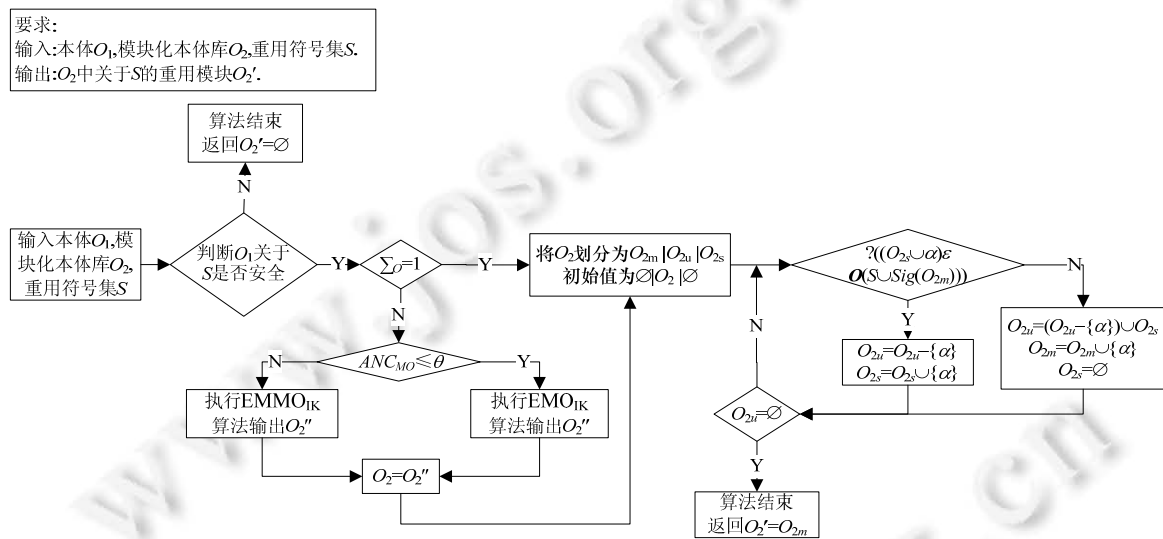 要求:
输入:本体O₁,模块化本体库O₂,重用符号集S.
输出:O₂中关于S的重用模块O₂′.
算法结束
返回O₂′=∅
N
输入本体O₁,模
块化本体库O₂,
重用符号集S
判断O₁关于
S是否安全
Y
∑O=1
Y
将O₂划分为O₂m|O₂u|O₂s
初始值为∅|O₂|∅
?((O₂s∪α)ε
O(S∪Sig(O₂m)))
N
N
N
Y
O₂u=(O₂u-{α})∪O₂s
O₂m=O₂m∪{α}
O₂s=∅
O₂u=O₂u-{α}
O₂s=O₂s∪{α}
N
ANC_MO≤θ
Y
执行EMMO_IK
算法输出O₂″
执行EMO_IK
算法输出O₂″
O₂u=∅
O₂=O₂″
Y
算法结束
返回O₂′=O₂m
www.jos.org.cn